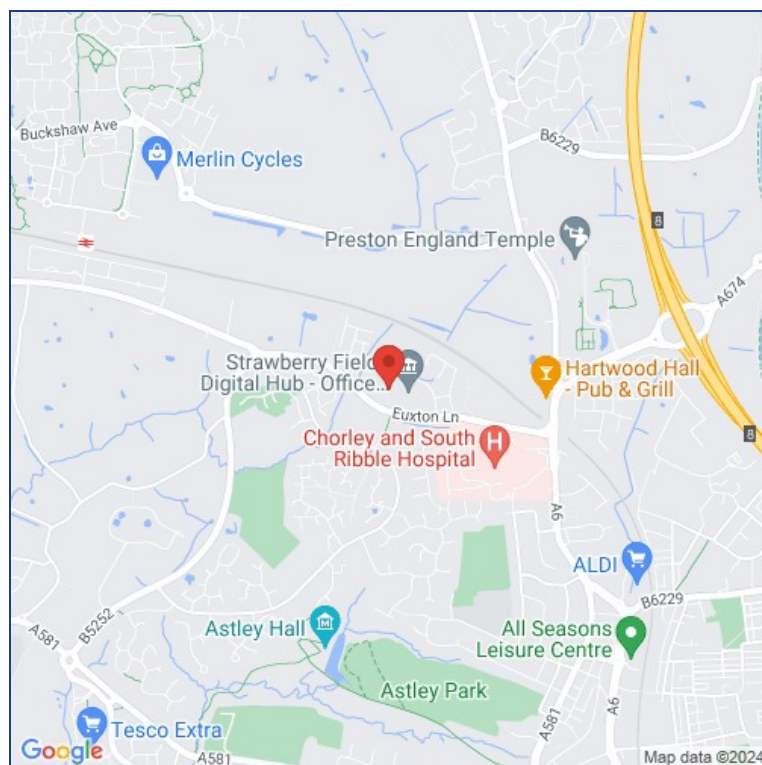 Buckshaw Ave
Merlin Cycles
B6229
8
Preston England Temple
A674
Strawberry Field
Digital Hub - Office...
Hartwood Hall
- Pub & Grill
Euxton Ln
Chorley and South
Ribble Hospital
H
8
A6
ALDI
B6229
B5252
A581
Astley Hall
M
All Seasons
Leisure Centre
Astley Park
A581
A6
Tesco Extra
A581
Google
Map data ©2024